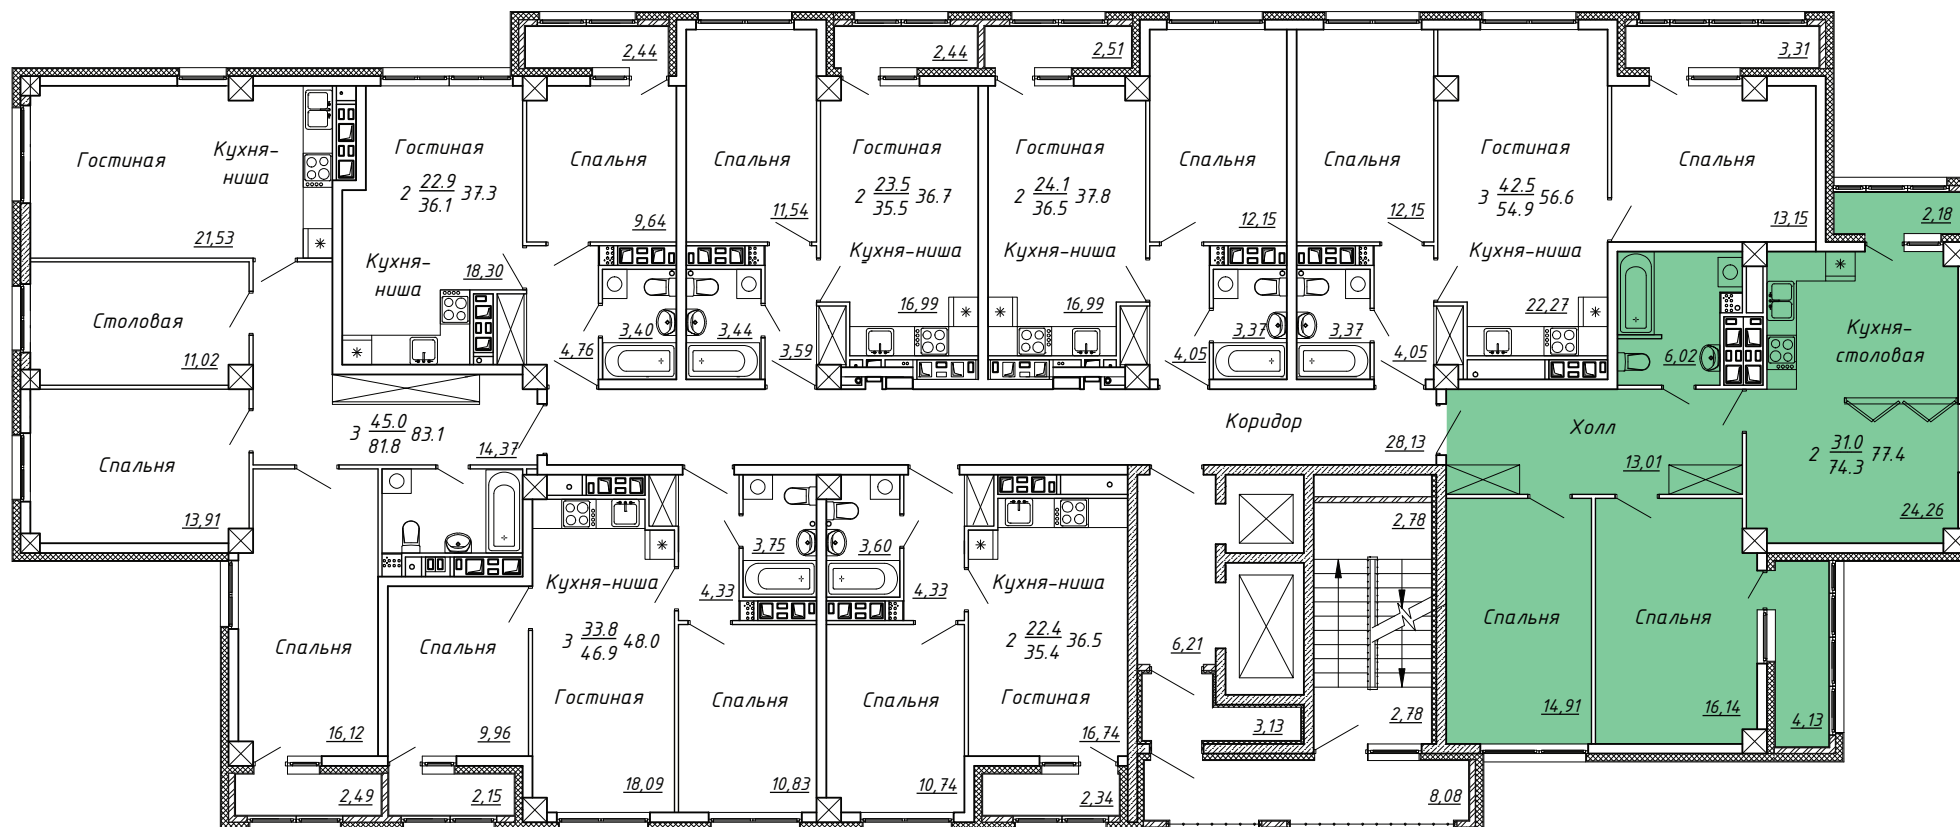 2,44
2,44
2,51
3,31
Гостиная
Кухня-
ниша
21,53
Гостиная
2 22.9 37.3
36.1
Кухня-
ниша
18,30
Спальня
9,64
Спальня
11,54
Гостиная
2 23.5 36.7
35.5
Кухня-ниша
16,99
Гостиная
2 24.1 37.8
36.5
Кухня-ниша
16,99
Спальня
12,15
Спальня
12,15
Гостиная
3 42.5 56.6
54.9
Кухня-ниша
22,27
Спальня
13,15
2,18
Столовая
11,02
4,76
3,40
3,44
3,59
4,05
3,37
3,37
4,05
6,02
Кухня-
столовая
3 45.0 83.1
81.8
14,37
Коридор
28,13
Холл
13,01
2 31.0 77.4
74.3
24,26
Спальня
13,91
Спальня
16,12
Спальня
9,96
Кухня-ниша
3 33.8 48.0
46.9
Гостиная
18,09
4,33
3,75
3,60
4,33
Спальня
10,83
Спальня
10,74
Кухня-ниша
2 22.4 36.5
35.4
Гостиная
16,74
6,21
3,13
2,78
2,78
Спальня
14,91
Спальня
16,14
4,13
2,49
2,15
2,34
8,08